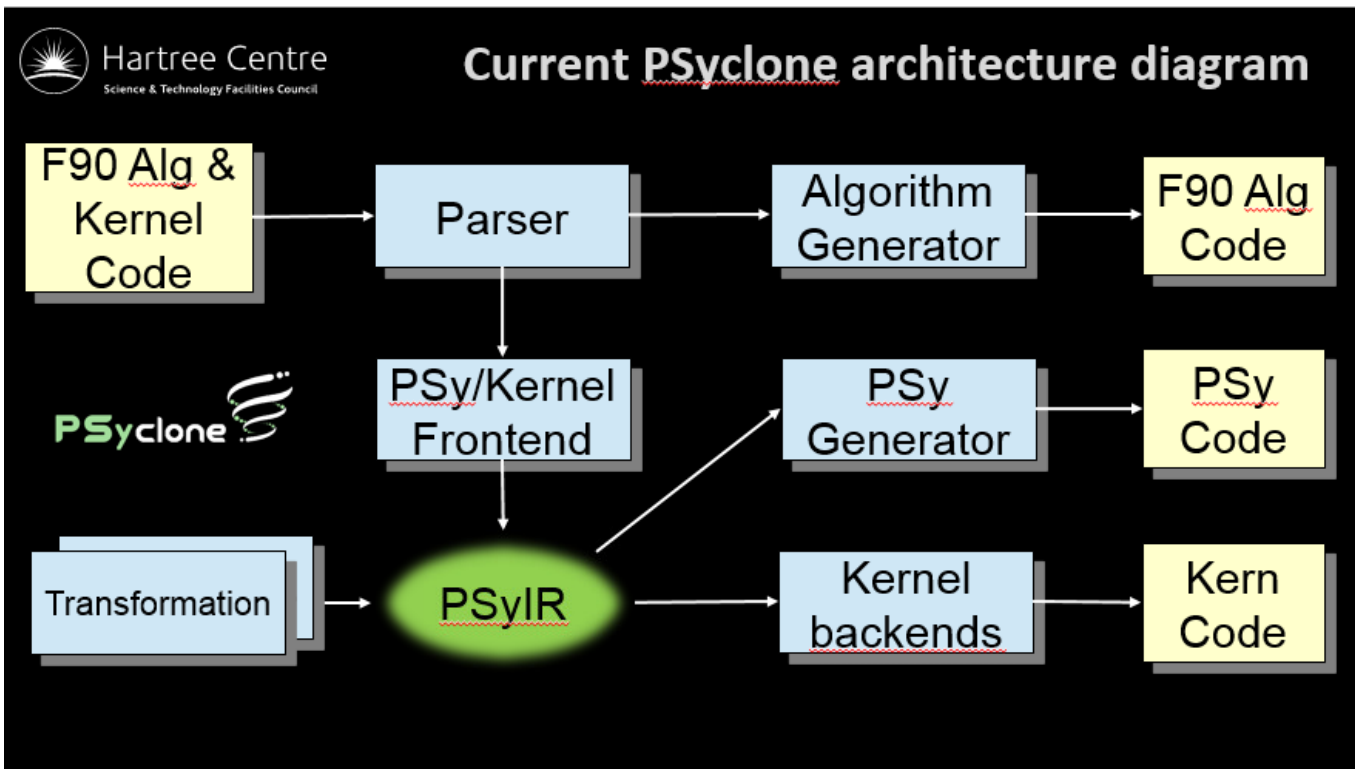 Hartree Centre
Science & Technology Facilities Council
Current PSyclone architecture diagram
F90 Alg &
Kernel
Code
Parser
Algorithm
Generator
F90 Alg
Code
PSyclone
PSy/Kernel
Frontend
PSy
Generator
PSy
Code
Transformation
PSyIR
Kernel
backends
Kern
Code